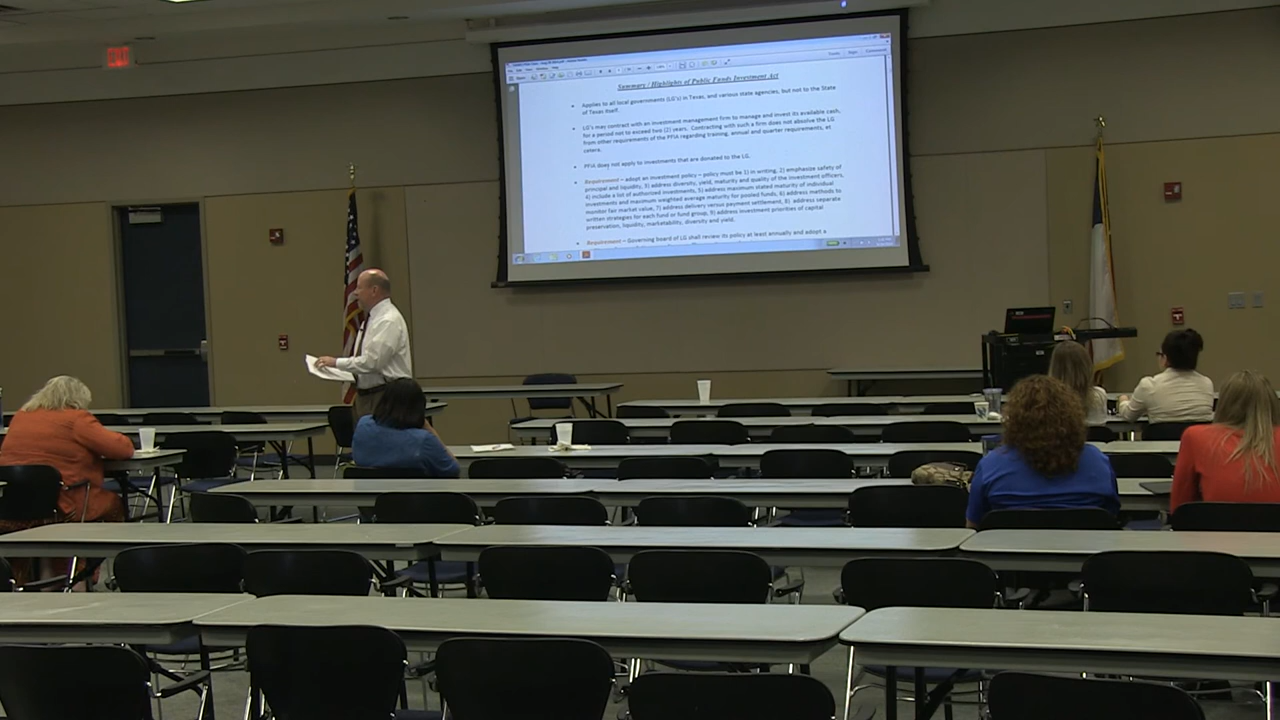 EXIT
Summary / Highlights of Public Funds Investment Act
Applies to all local governments (LG's) in Texas, and various state agencies, but not to the State
of Texas itself.
LG's may contract with an investment management firm to manage and invest its available cash,
for a period not to exceed two (2) years. Contracting with such a firm does not absolve the LG
from other requirements of the PFIA regarding training, annual and quarter requirements, et
cetera.
PFIA does not apply to investments that are donated to the LG.
Requirement – adopt an investment policy – policy must be 1) in writing, 2) emphasize safety of
principal and liquidity, 3) address diversity, yield, maturity and quality of the investment officers,
4) include a list of authorized investments, 5) address maximum stated maturity of individual
investments and maximum weighted average maturity for pooled funds, 6) address methods to
monitor fair market value, 7) address delivery versus payment settlement, 8) address separate
written strategies for each fund or fund group, 9) address investment priorities of capital
preservation, liquidity, marketability, diversity and yield.
Requirement – Governing board of LG shall review its policy at least annually and adopt a